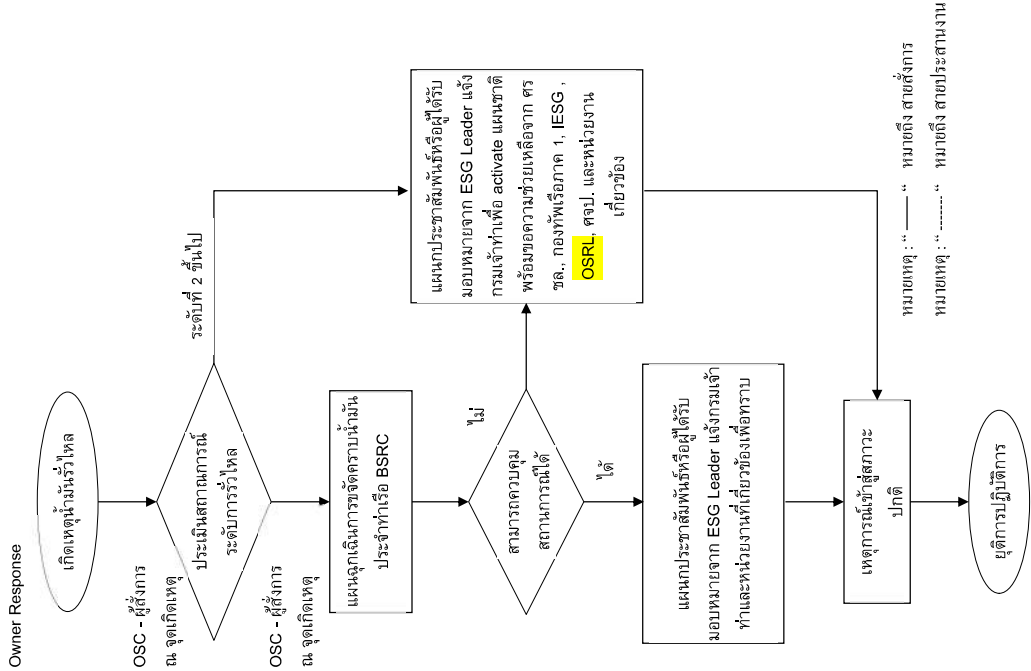 Owner Response
เกิดเหตุน้ำมันรั่วไหล
OSC - ผู้สั่งการ
ณ จุดเกิดเหตุ
ประเมินสถาณการณ์
ระดับการรั่วไหล
ระดับที่ 2 ขึ้นไป
OSC - ผู้สั่งการ
ณ จุดเกิดเหตุ
แผนฉุกเฉินการขจัดคราบน้ำมัน
ประจำท่าเรือ BSRC
แผนกประชาสัมพันธ์หรือผู้ได้รับ
มอบหมายจาก ESG Leader แจ้ง
กรมเจ้าท่าเพื่อ activate แผนชาติ
พร้อมขอความช่วยเหลือจาก ศร
ชล., กองทัพเรือภาค 1, IESG ,
OSRL, ศจป. และหน่วยงาน
เกี่ยวข้อง
สามารถควบคุม
สถานการณ์ได้
ไม่
ได้
แผนกประชาสัมพันธ์หรือผู้ได้รับ
มอบหมายจาก ESG Leader แจ้งกรมเจ้า
ท่าและหน่วยงานที่เกี่ยวข้องเพื่อทราบ
เหตุการณ์เข้าสู่สภาวะ
ปกติ
ยุติการปฏิบัติการ
หมายเหตุ : “ ——— “ หมายถึง สายสั่งการ
หมายเหตุ : “ ------- “ หมายถึง สายประสานงาน